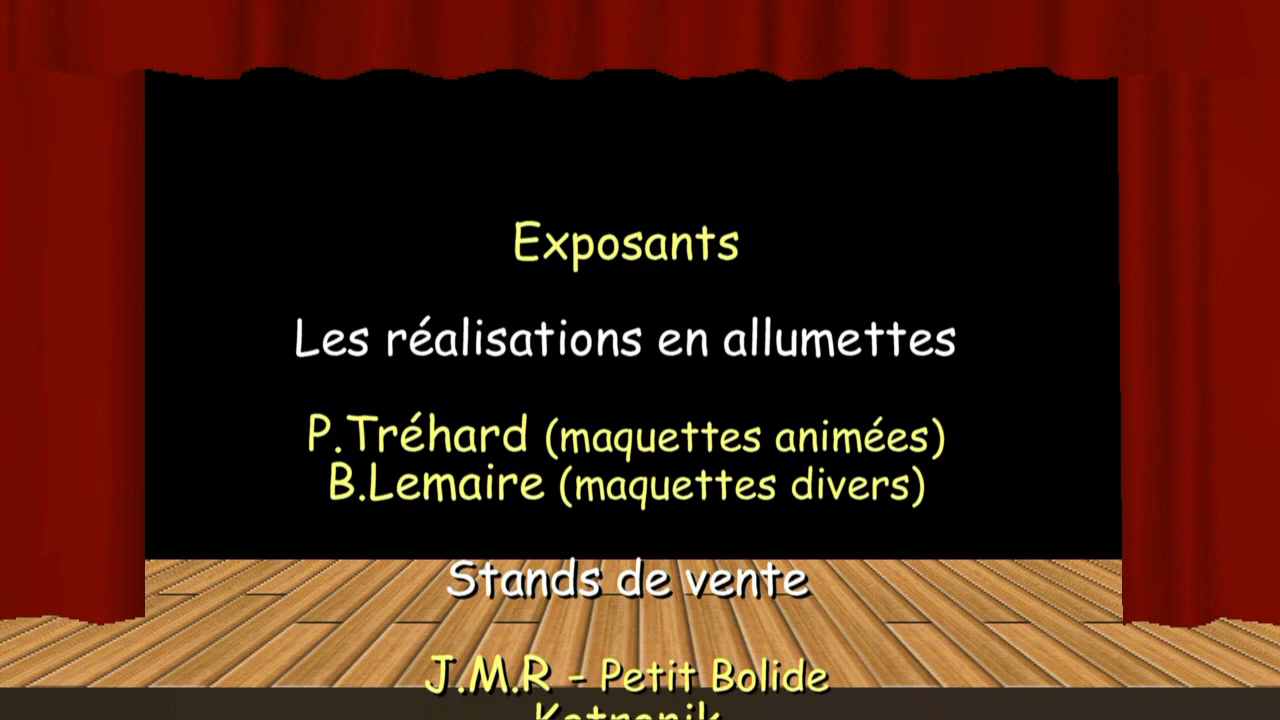 Exposants
Les réalisations en allumettes
P.Tréhard (maquettes animées)
B.Lemaire (maquettes divers)
Stands de vente
J.M.R - Petit Bolide